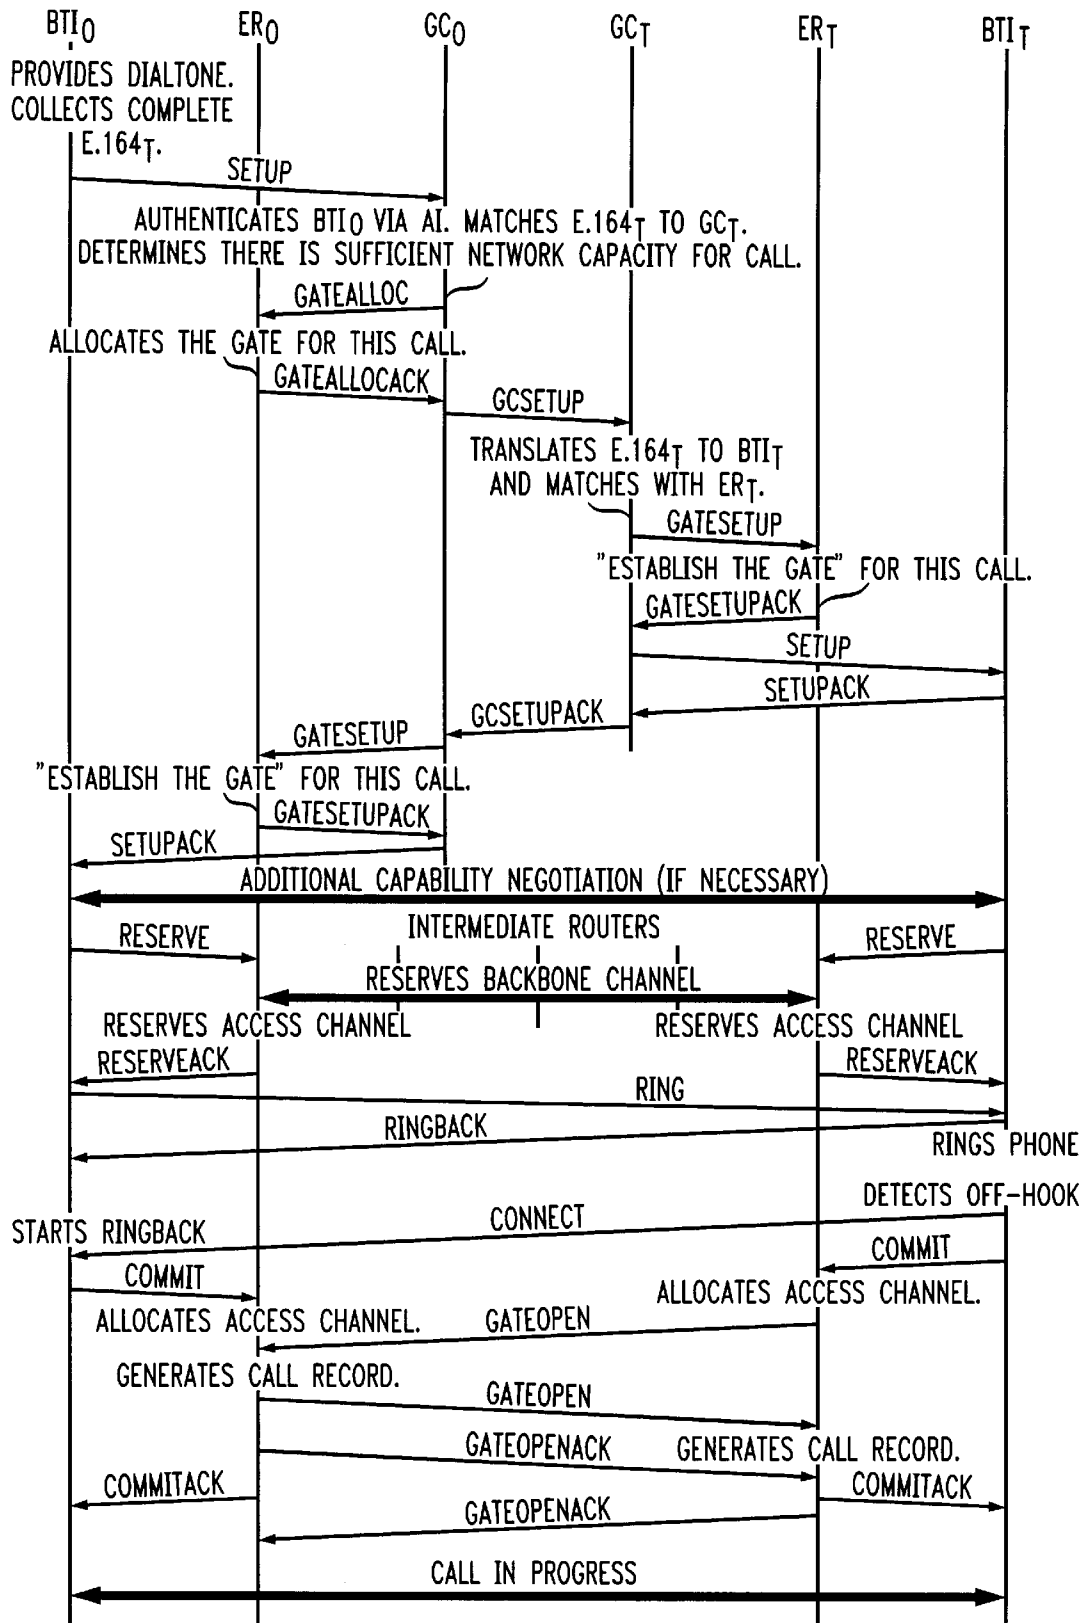 BTIO ERO GCO GCT ERT BTIT
PROVIDES DIALTONE.
COLLECTS COMPLETE
E.164T.
SETUP
AUTHENTICATES BTIO VIA AI. MATCHES E.164T TO GCT.
DETERMINES THERE IS SUFFICIENT NETWORK CAPACITY FOR CALL.
GATEALLOC
ALLOCATES THE GATE FOR THIS CALL.
GATEALLOCACK
GCSETUP
TRANSLATES E.164T TO BTIT
AND MATCHES WITH ERT.
GATESETUP
"ESTABLISH THE GATE" FOR THIS CALL.
GATESETUPACK
SETUP
SETUPACK
GCSETUPACK
GATESETUP
"ESTABLISH THE GATE" FOR THIS CALL.
GATESETUPACK
SETUPACK
ADDITIONAL CAPABILITY NEGOTIATION (IF NECESSARY)
INTERMEDIATE ROUTERS
RESERVE RESERVE
RESERVES BACKBONE CHANNEL
RESERVES ACCESS CHANNEL RESERVES ACCESS CHANNEL
RESERVEACK RESERVEACK
RING
RINGBACK
RINGS PHONE
DETECTS OFF-HOOK
CONNECT
STARTS RINGBACK
COMMIT
COMMIT
ALLOCATES ACCESS CHANNEL.
ALLOCATES ACCESS CHANNEL.
GATEOPEN
GENERATES CALL RECORD.
GATEOPEN
GATEOPENACK GENERATES CALL RECORD.
COMMITACK COMMITACK
GATEOPENACK
CALL IN PROGRESS